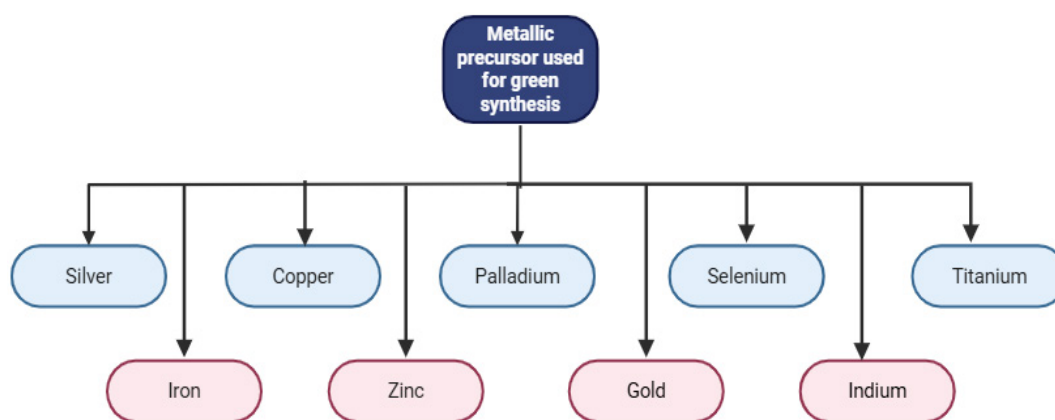 Metallic
precursor used
for green
synthesis
Silver
Copper
Palladium
Selenium
Titanium
Iron
Zinc
Gold
Indium